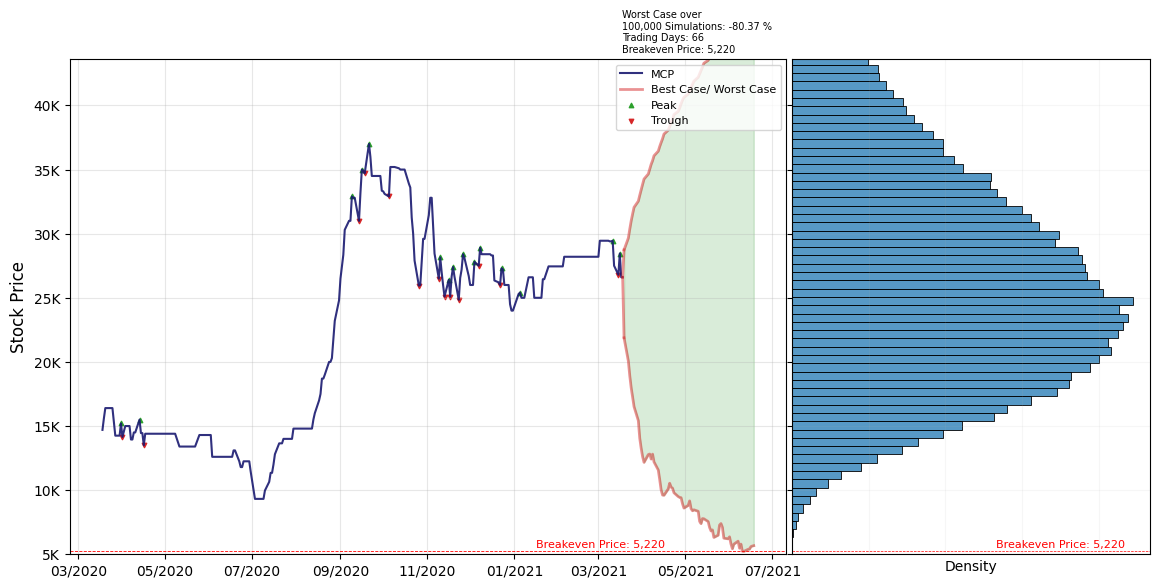 Worst Case over
100,000 Simulations: -80.37 %
Trading Days: 66
Breakeven Price: 5,220
MCP
Best Case/ Worst Case
Peak
Trough
Stock Price
40K
35K
30K
25K
20K
15K
10K
5K
Breakeven Price: 5,220
Breakeven Price: 5,220
03/2020 05/2020 07/2020 09/2020 11/2020 01/2021 03/2021 05/2021 07/2021
Density